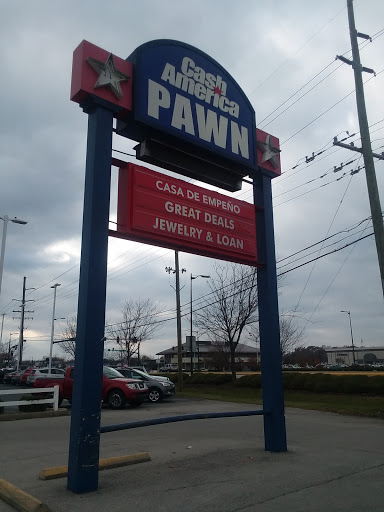 Cash
America
PAWN
CASA DE EMPEÑO
GREAT DEALS
JEWELRY & LOAN